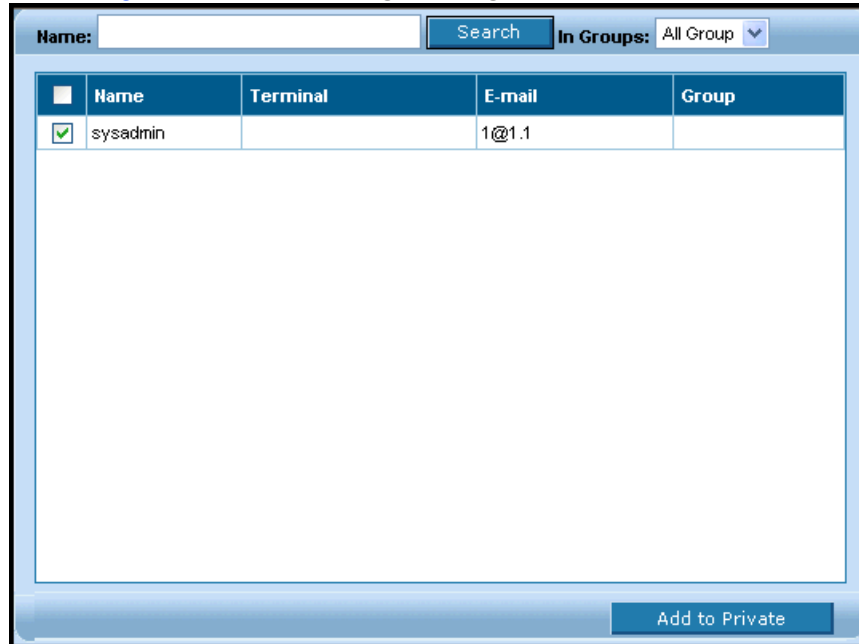 Name: Search In Groups: All Group
Name Terminal E-mail Group
sysadmin 1@1.1
Add to Private